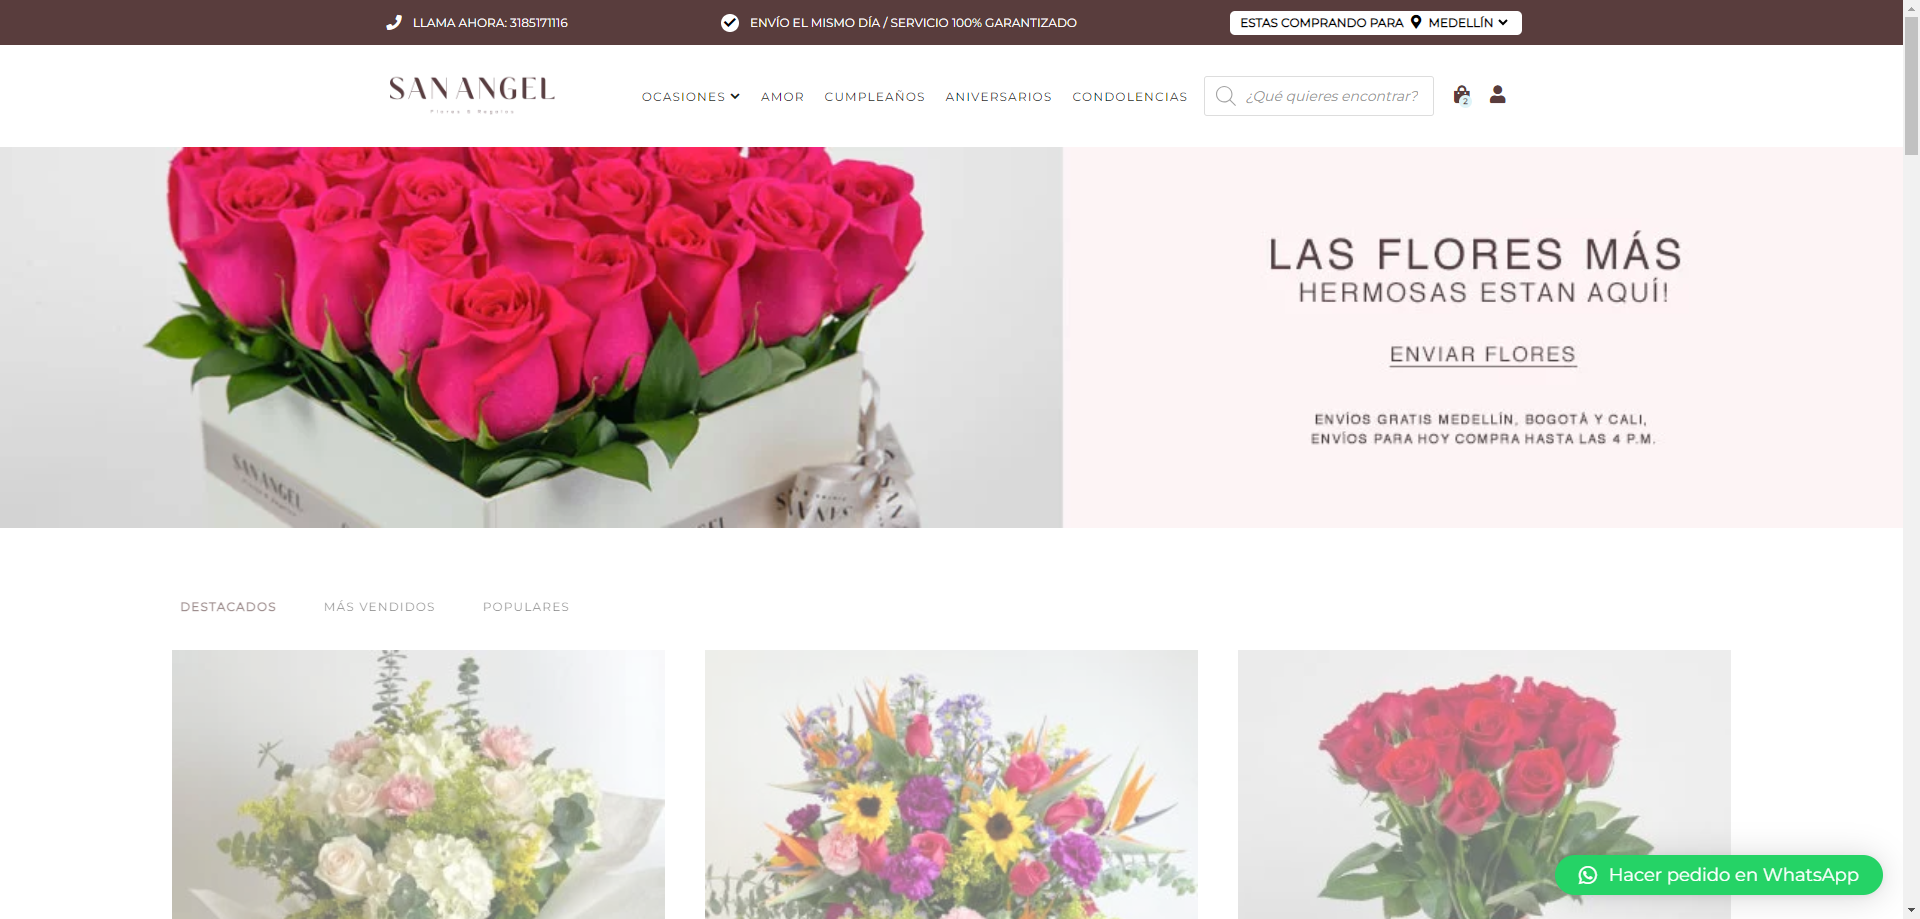 LLAMA AHORA: 3185171116
ENVÍO EL MISMO DÍA / SERVICIO 100% GARANTIZADO
ESTAS COMPRANDO PARA MEDELLÍN
SAN ANGEL
Flores & Regalos
OCASIONES
AMOR
CUMPLEAÑOS
ANIVERSARIOS
CONDOLENCIAS
¿Qué quieres encontrar?
2
LAS FLORES MÁS
HERMOSAS ESTAN AQUÍ!
ENVIAR FLORES
ENVÍOS GRATIS MEDELLÍN, BOGOTÁ Y CALI,
ENVÍOS PARA HOY COMPRA HASTA LAS 4 P.M.
SAN ANGEL
DESTACADOS
MÁS VENDIDOS
POPULARES
Hacer pedido en WhatsApp